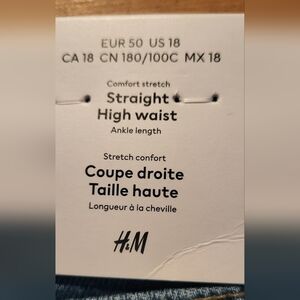 EUR 50 US 18
CA 18 CN 180/100C MX 18
Comfort stretch
Straight
High waist
Ankle length
Stretch confort
Coupe droite
Taille haute
Longueur à la cheville
H&M